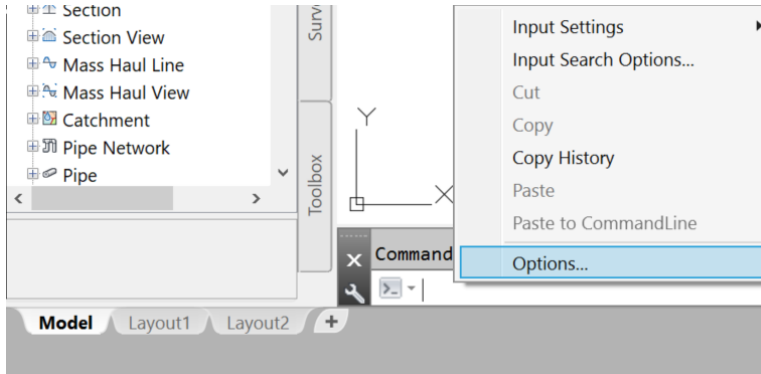 Section
Section View
Mass Haul Line
Mass Haul View
Catchment
Pipe Network
Pipe
Toolbox
Y
X
Input Settings
Input Search Options...
Cut
Copy
Copy History
Paste
Paste to CommandLine
Options...
Command
Model Layout1 Layout2 +